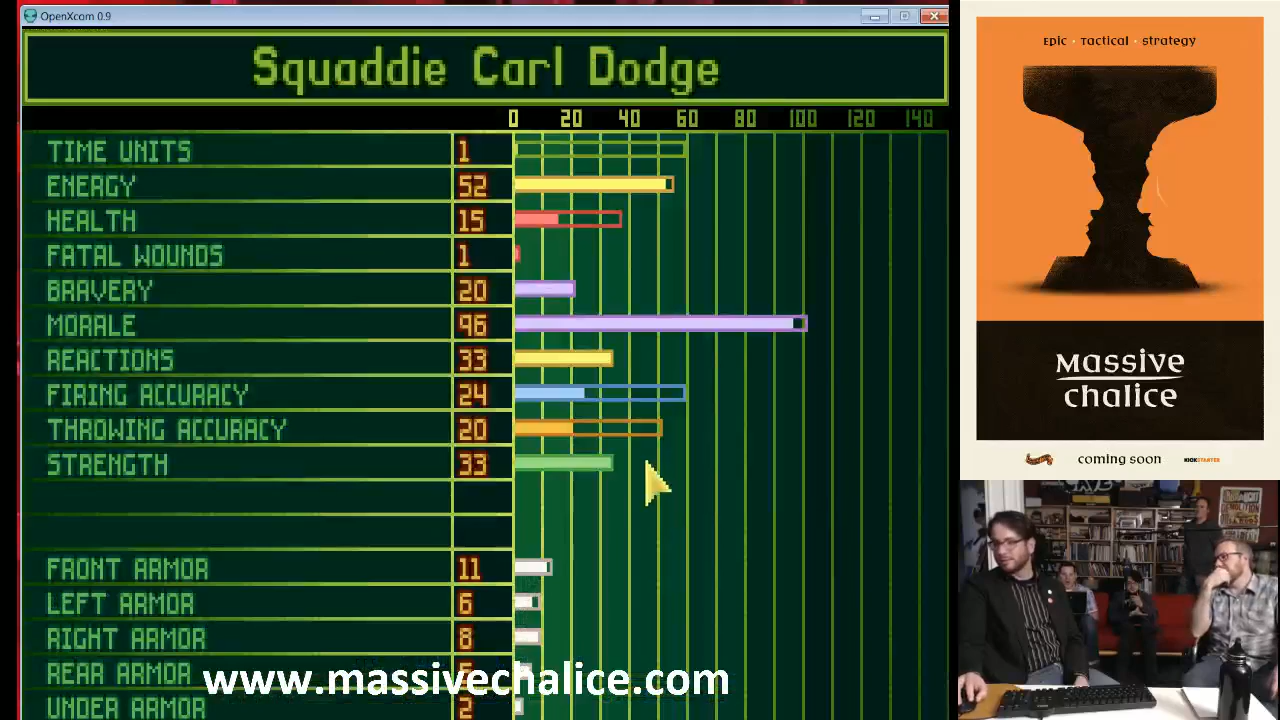 OpenXcom 0.9
Squaddie Carl Dodge
0 20 40 60 80 100 120 140
TIME UNITS 1
ENERGY 52
HEALTH 15
FATAL WOUNDS 1
BRAVERY 20
MORALE 96
REACTIONS 33
FIRING ACCURACY 24
THROWING ACCURACY 20
STRENGTH 33
FRONT ARMOR 11
LEFT ARMOR 6
RIGHT ARMOR 8
REAR ARMOR
UNDER ARMOR 2
www.massivechalice.com
Epic · Tactical · Strategy
Massive
chalice
coming soon
KICKSTARTER